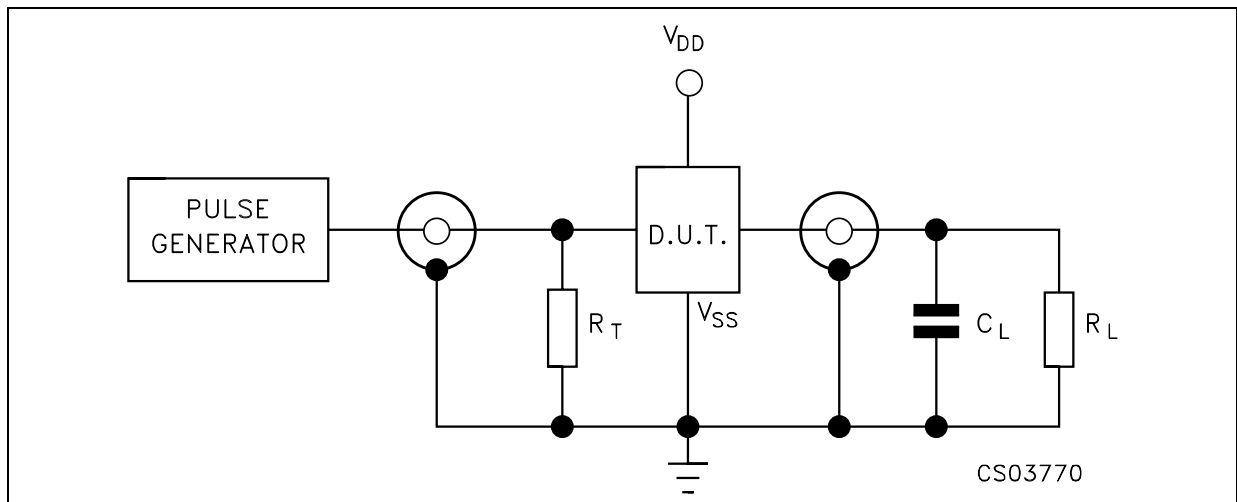 VDD
PULSE
GENERATOR
D.U.T.
VSS
RT
CL
RL
CS03770